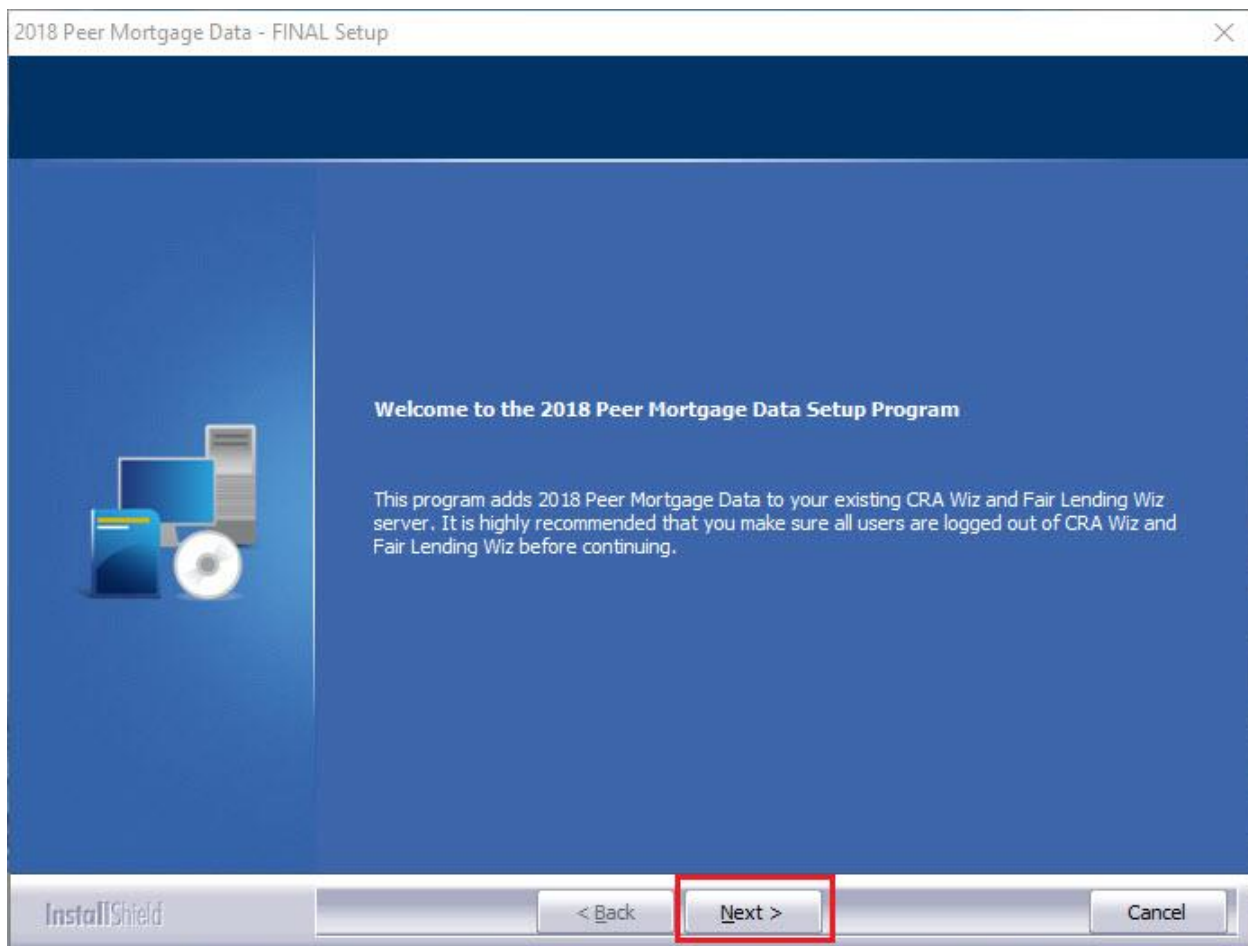 2018 Peer Mortgage Data - FINAL Setup
Welcome to the 2018 Peer Mortgage Data Setup Program
This program adds 2018 Peer Mortgage Data to your existing CRA Wiz and Fair Lending Wiz
server. It is highly recommended that you make sure all users are logged out of CRA Wiz and
Fair Lending Wiz before continuing.
InstallShield
< Back
Next >
Cancel